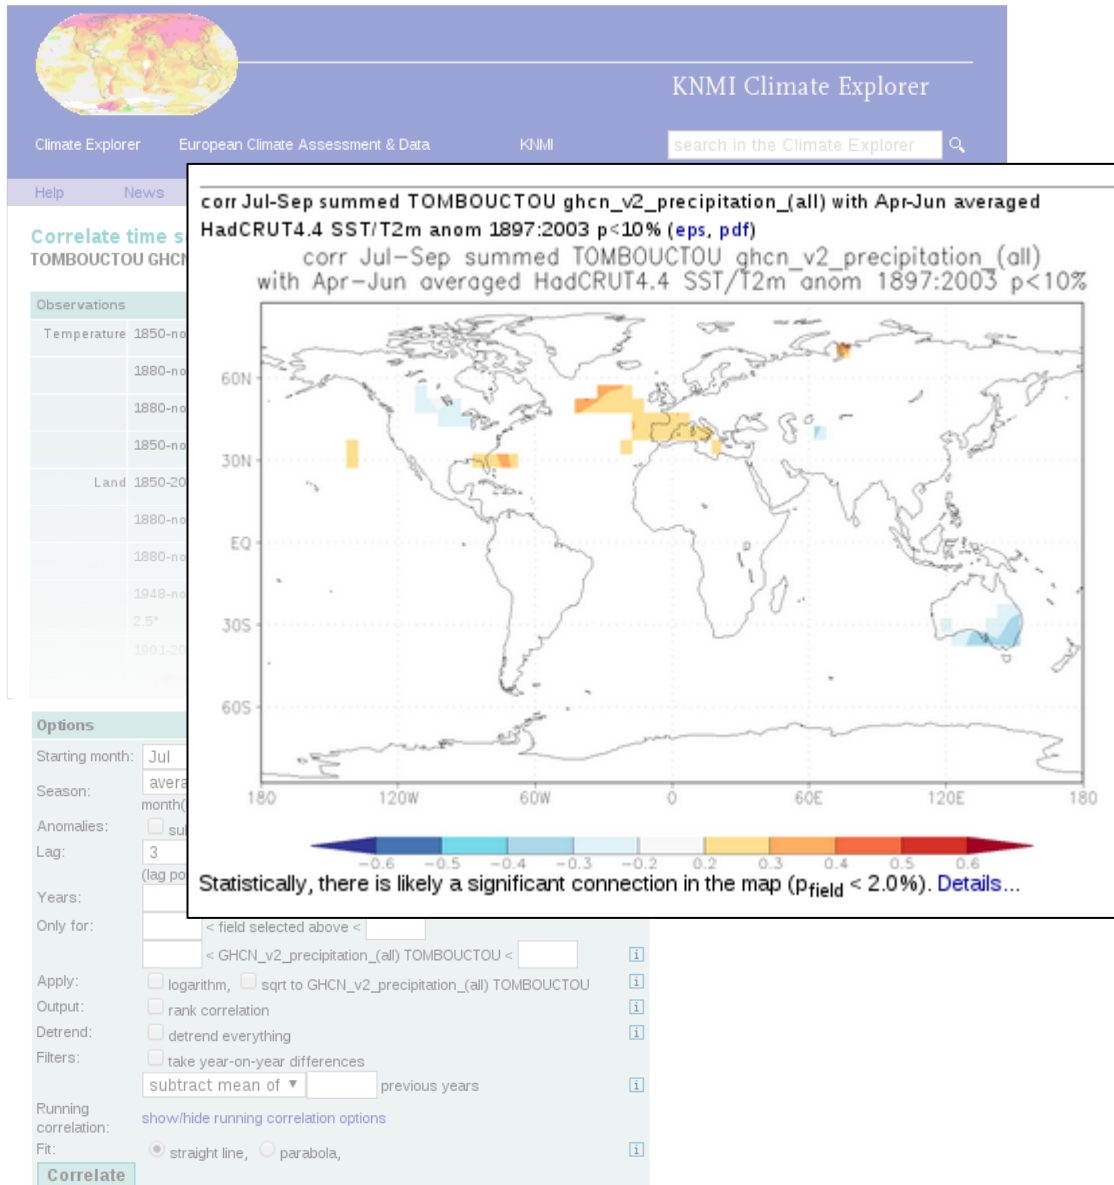 KNMI Climate Explorer
Climate Explorer European Climate Assessment & Data KNMI search in the Climate Explorer
Help News
corr Jul-Sep summed TOMBOUCTOU ghcn_v2_precipitation_(all) with Apr-Jun averaged
HadCRUT4.4 SST/T2m anom 1897:2003 p<10% (eps, pdf)
corr Jul-Sep summed TOMBOUCTOU ghcn_v2_precipitation_(all)
with Apr-Jun averaged HadCRUT4.4 SST/T2m anom 1897:2003 p<10%
60N
30N
EQ
30S
60S
180 120W 60W 0 60E 120E 180
-0.6 -0.5 -0.4 -0.3 -0.2 0.2 0.3 0.4 0.5 0.6
Statistically, there is likely a significant connection in the map (pfield < 2.0%). Details...
Correlate time s
TOMBOUCTOU GHCN
Observations
Temperature 1850-no
1880-no
1880-no
1850-no
Land 1850-20
1880-no
1880-no
1948-no
2.5°
1901-20
Options
Starting month: Jul
Season: avera
month(
Anomalies: su
Lag: 3
(lag po
Years:
Only for: < field selected above <
< GHCN_v2_precipitation_(all) TOMBOUCTOU <
Apply: logarithm, sqrt to GHCN_v2_precipitation_(all) TOMBOUCTOU
Output: rank correlation
Detrend: detrend everything
Filters: take year-on-year differences
subtract mean of previous years
Running
correlation: show/hide running correlation options
Fit: straight line, parabola,
Correlate